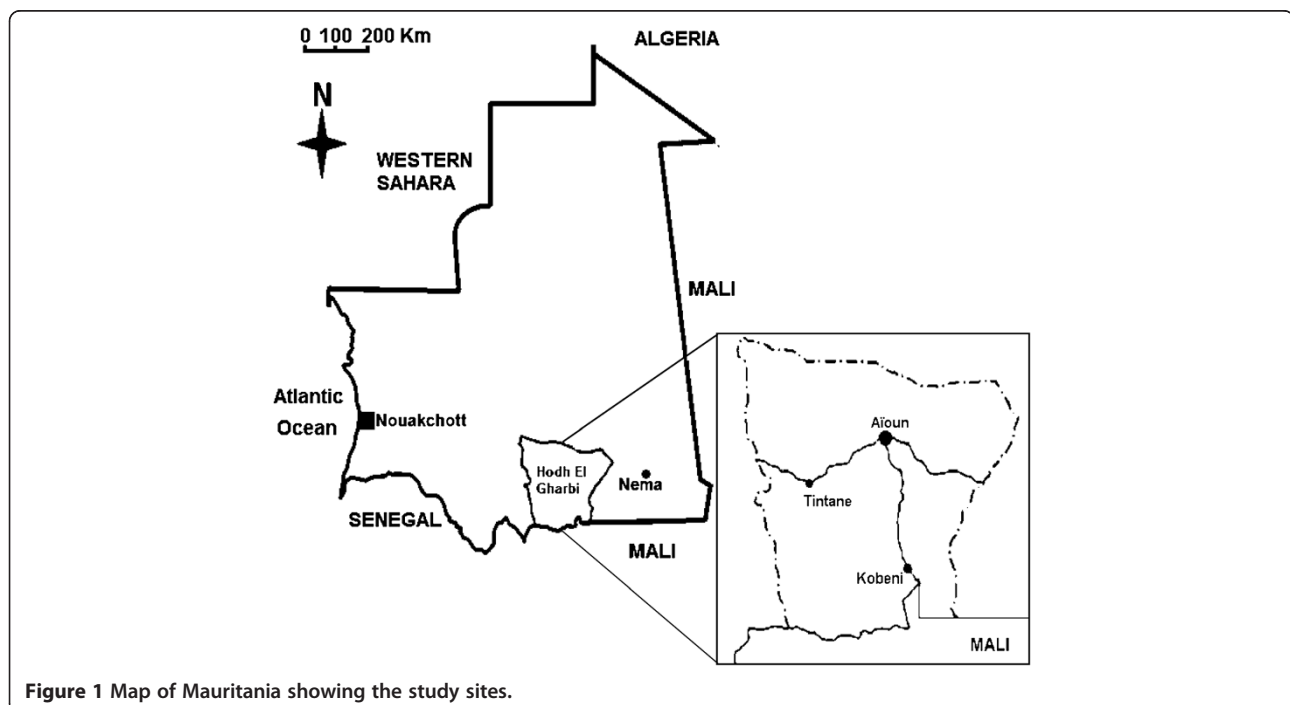 0 100 200 Km
ALGERIA
N
WESTERN
SAHARA
MALI
Atlantic
Ocean
Nouakchott
Hodh El
Gharbi
Nema
SENEGAL
MALI
Aïoun
Tintane
Kobeni
MALI
Figure 1 Map of Mauritania showing the study sites.